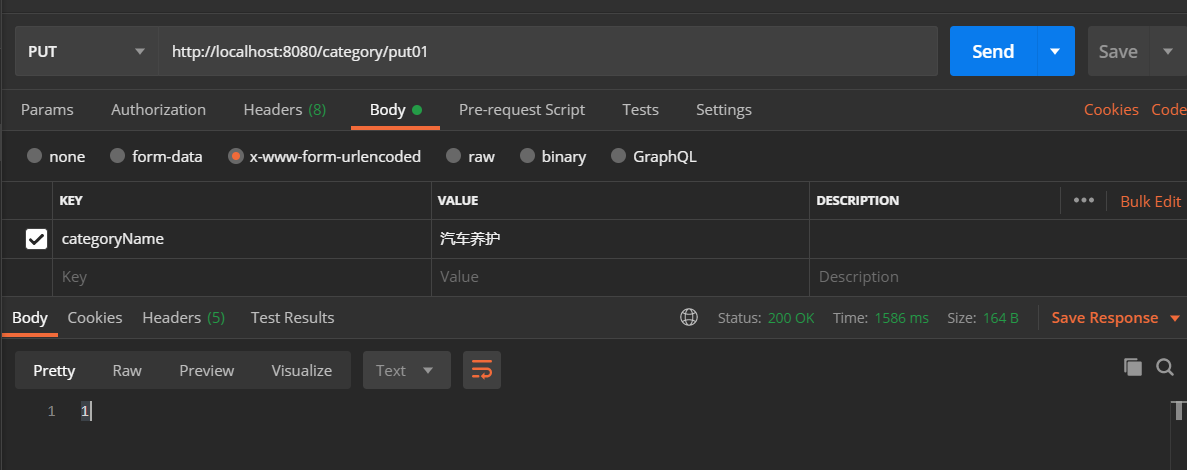 PUT http://localhost:8080/category/put01 Send Save
Params Authorization Headers (8) Body Pre-request Script Tests Settings Cookies Code
none form-data x-www-form-urlencoded raw binary GraphQL
KEY VALUE DESCRIPTION ••• Bulk Edit
categoryName 汽车养护
Key Value Description
Body Cookies Headers (5) Test Results Status: 200 OK Time: 1586 ms Size: 164 B Save Response
Pretty Raw Preview Visualize Text
1 1